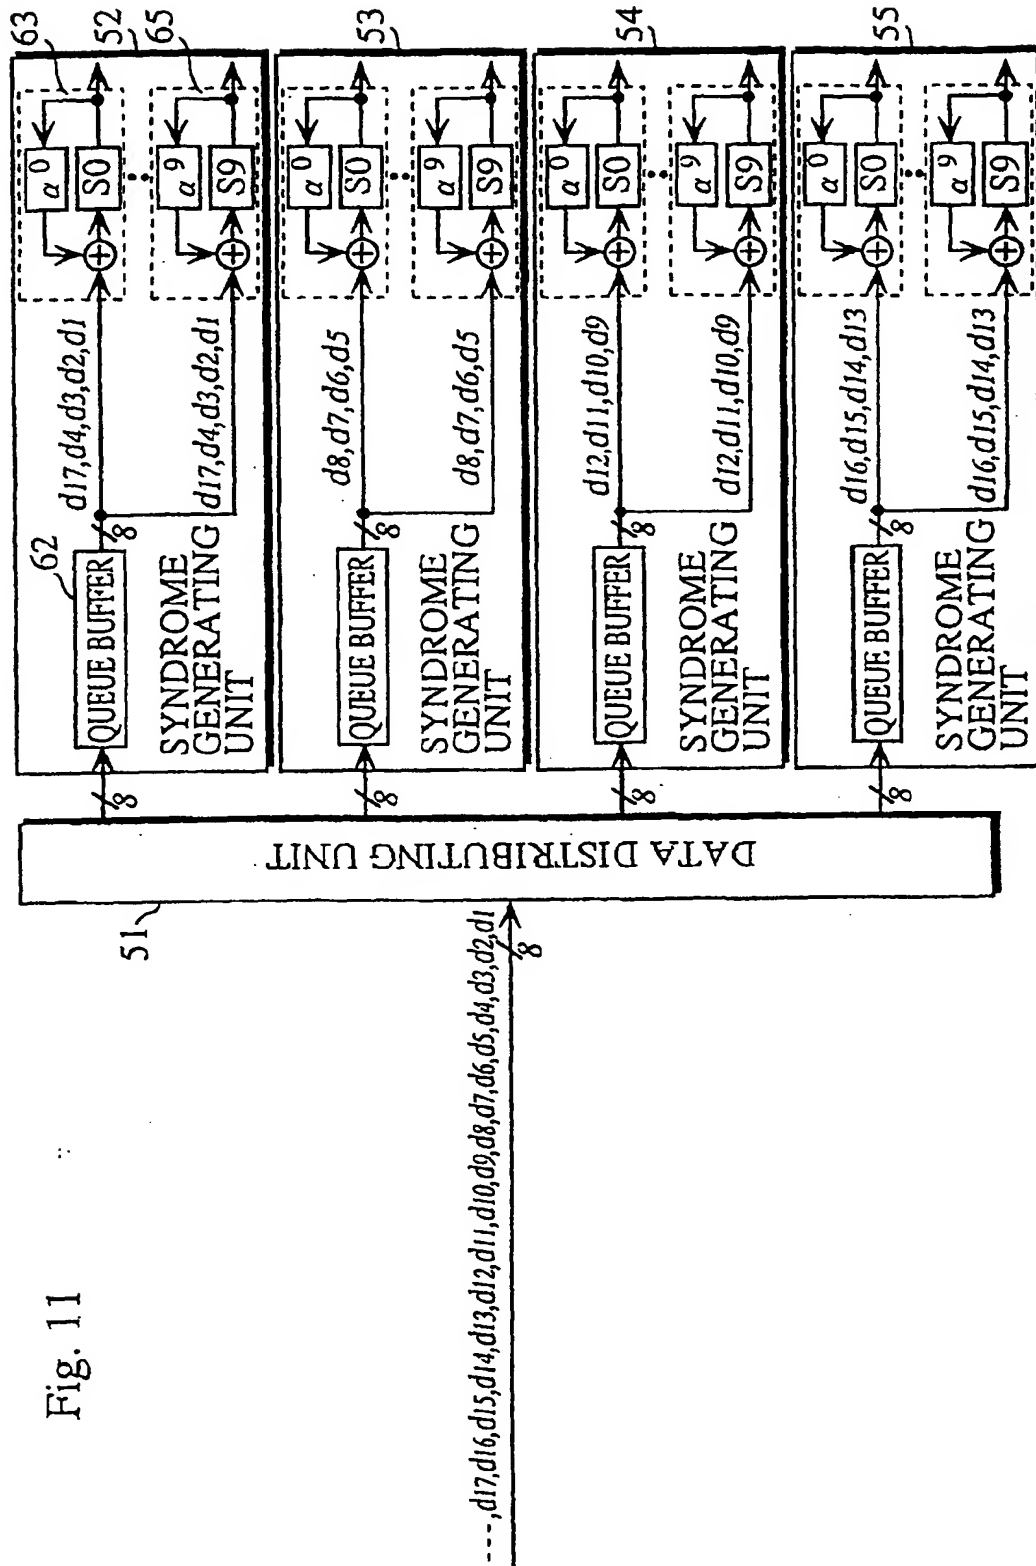 Fig. 11
---,d17,d16,d15,d14,d13,d12,d11,d10,d9,d8,d7,d6,d5,d4,d3,d2,d1
8
51
DATA DISTRIBUTING UNIT
8
QUEUE BUFFER
62
8
SYNDROME
GENERATING
UNIT
d17,d4,d3,d2,d1
d17,d4,d3,d2,d1
α0
S0
α9
S9
63
52
65
8
QUEUE BUFFER
8
SYNDROME
GENERATING
UNIT
d8,d7,d6,d5
d8,d7,d6,d5
α0
S0
α9
S9
53
8
QUEUE BUFFER
8
SYNDROME
GENERATING
UNIT
d12,d11,d10,d9
d12,d11,d10,d9
α0
S0
α9
S9
54
8
QUEUE BUFFER
8
SYNDROME
GENERATING
UNIT
d16,d15,d14,d13
d16,d15,d14,d13
α0
S0
α9
S9
55